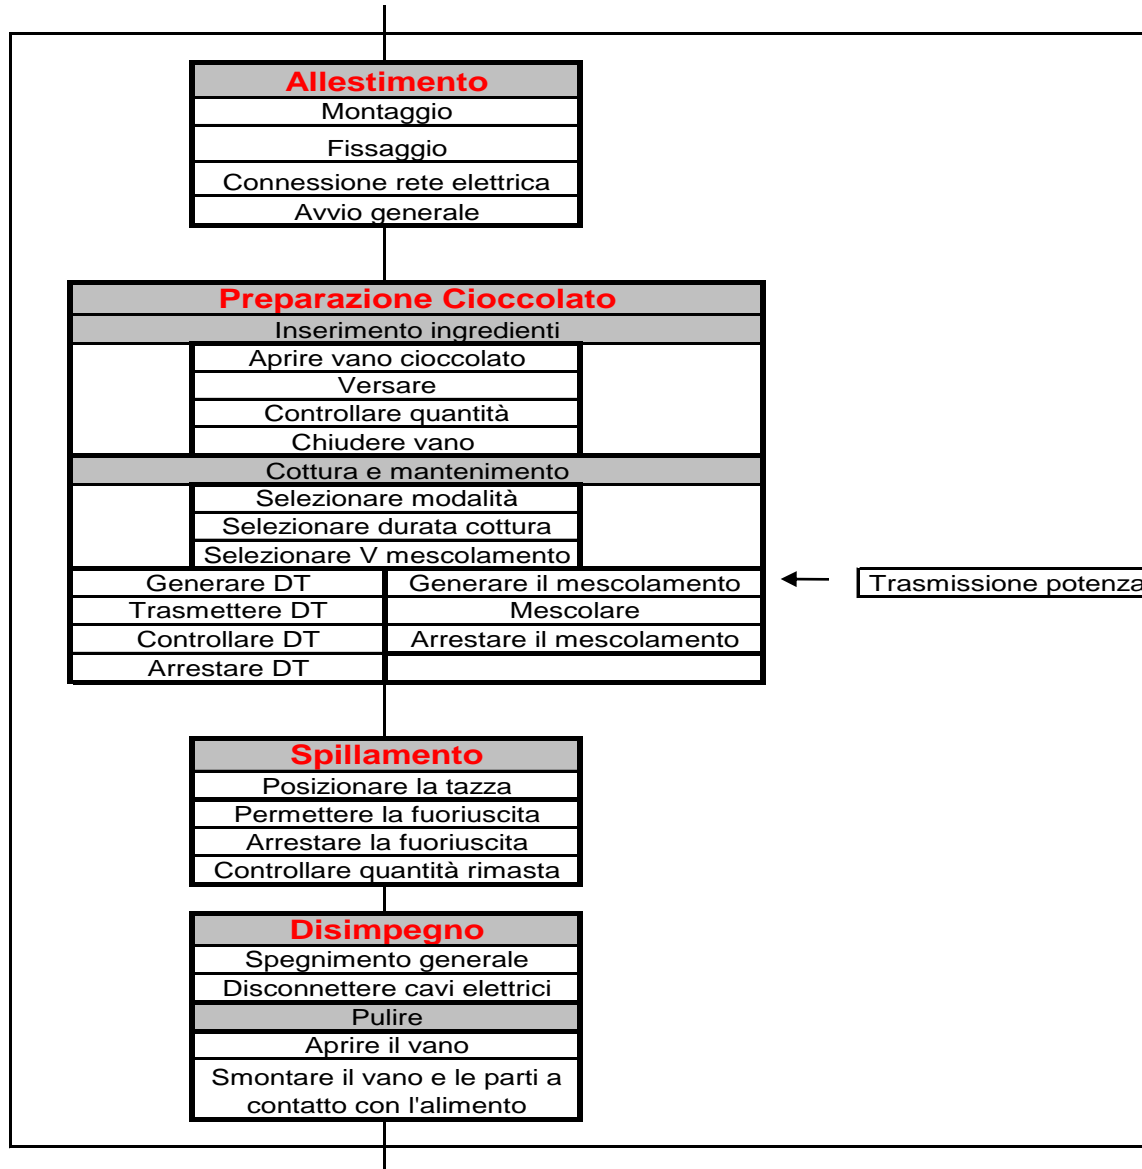 Allestimento
Montaggio
Fissaggio
Connessione rete elettrica
Avvio generale
Preparazione Cioccolato
Inserimento ingredienti
Aprire vano cioccolato
Versare
Controllare quantità
Chiudere vano
Cottura e mantenimento
Selezionare modalità
Selezionare durata cottura
Selezionare V mescolamento
Generare DT
Generare il mescolamento
Trasmissione potenza
Trasmettere DT
Mescolare
Controllare DT
Arrestare il mescolamento
Arrestare DT
Spillamento
Posizionare la tazza
Permettere la fuoriuscita
Arrestare la fuoriuscita
Controllare quantità rimasta
Disimpegno
Spegnimento generale
Disconnettere cavi elettrici
Pulire
Aprire il vano
Smontare il vano e le parti a
contatto con l'alimento